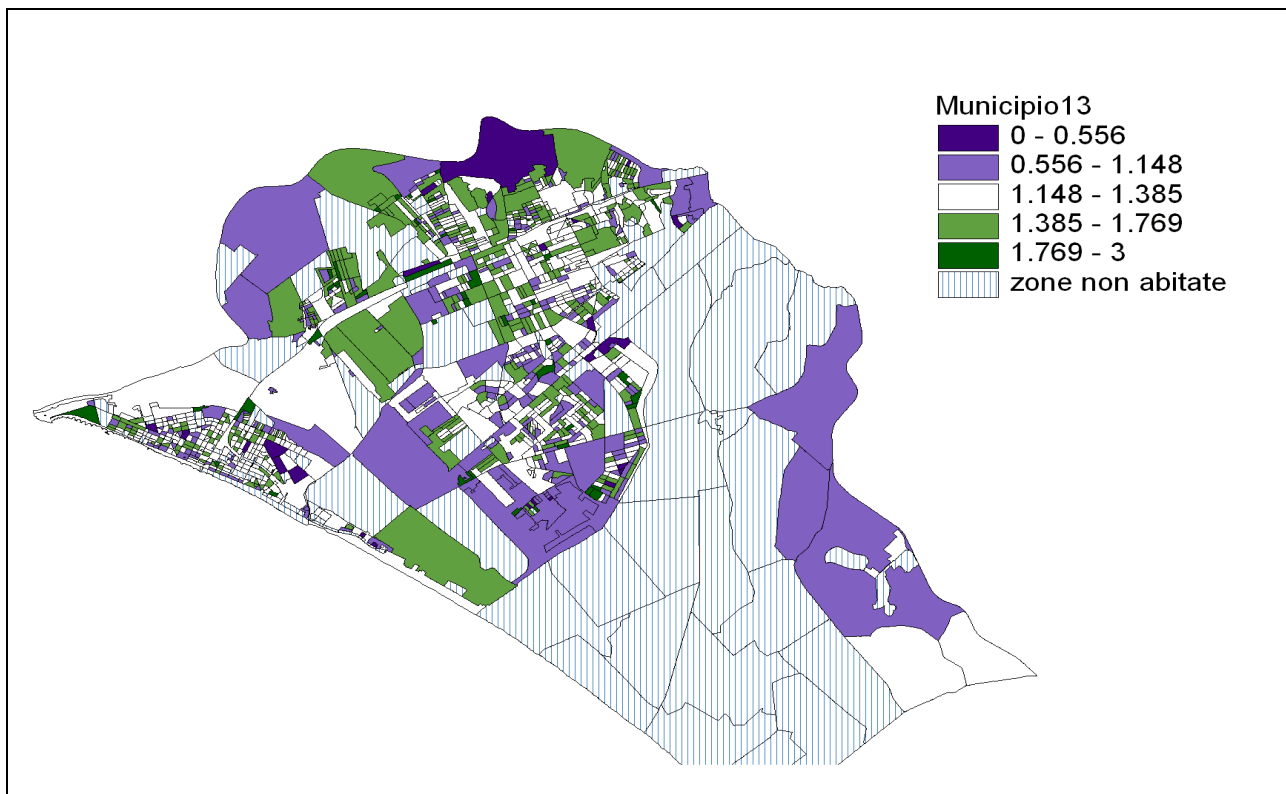 Municipio13
0 - 0.556
0.556 - 1.148
1.148 - 1.385
1.385 - 1.769
1.769 - 3
zone non abitate